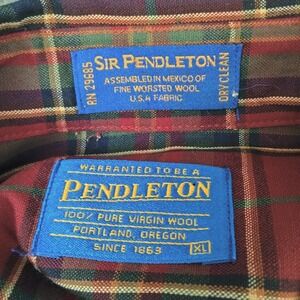 SIR PENDLETON
ASSEMBLED IN MEXICO OF
FINE WORSTED WOOL
U.S.A. FABRIC
RN 29685
DRY CLEAN
WARRANTED TO BE A
PENDLETON
100% PURE VIRGIN WOOL
PORTLAND, OREGON
SINCE 1863
XL